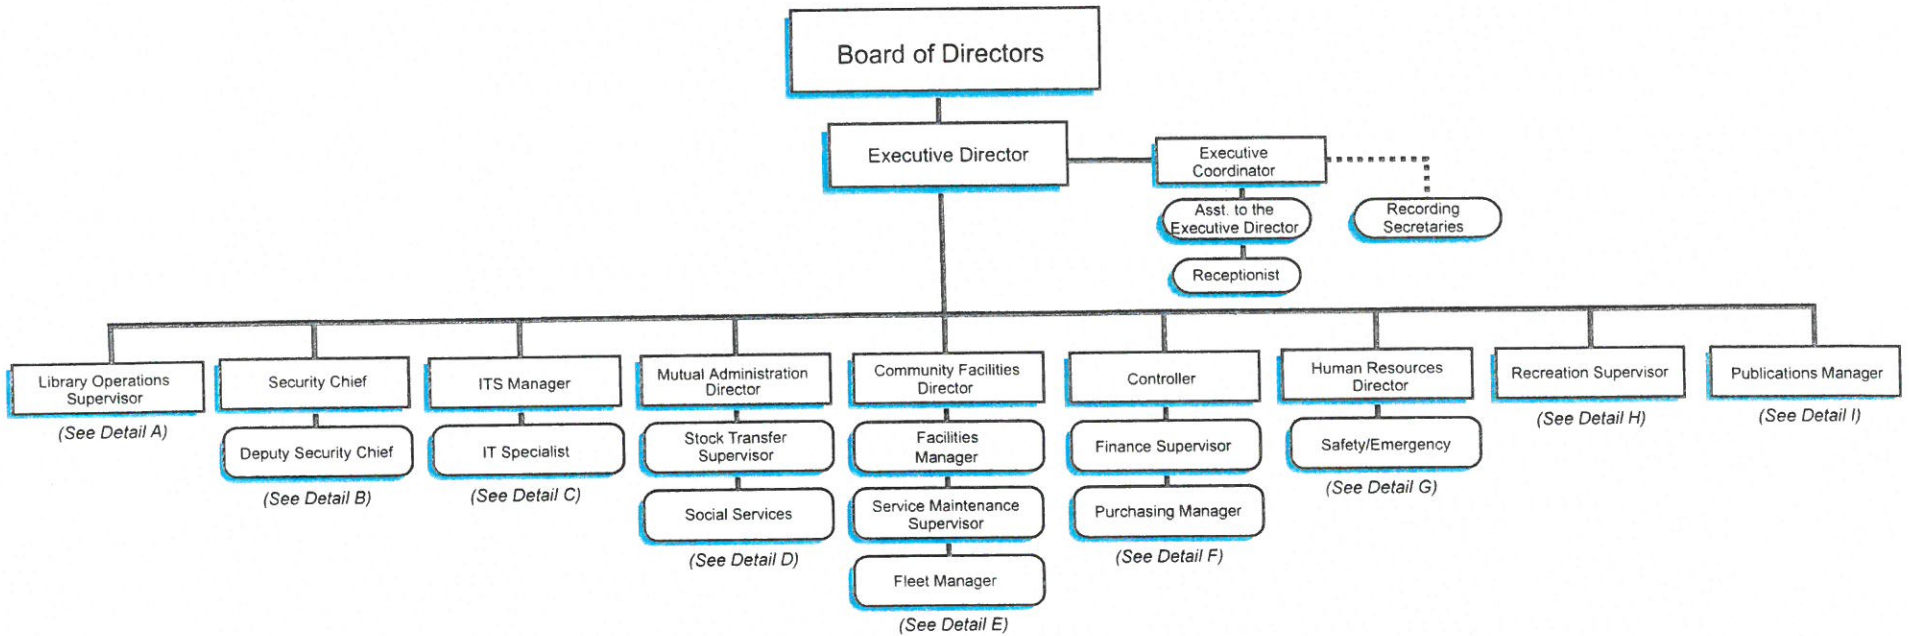 Board of Directors
Executive Director
Executive
Coordinator
Asst. to the
Executive Director
Recording
Secretaries
Receptionist
Library Operations
Supervisor
(See Detail A)
Security Chief
Deputy Security Chief
(See Detail B)
ITS Manager
IT Specialist
(See Detail C)
Mutual Administration
Director
Stock Transfer
Supervisor
Social Services
(See Detail D)
Community Facilities
Director
Facilities
Manager
Service Maintenance
Supervisor
Fleet Manager
(See Detail E)
Controller
Finance Supervisor
Purchasing Manager
(See Detail F)
Human Resources
Director
Safety/Emergency
(See Detail G)
Recreation Supervisor
(See Detail H)
Publications Manager
(See Detail I)